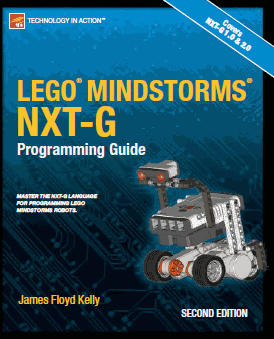 TECHNOLOGY IN ACTION™
Covers
NXT-G 1.0 & 2.0
LEGO® MINDSTORMS®
NXT-G
Programming Guide
MASTER THE NXT-G LANGUAGE
FOR PROGRAMMING LEGO
MINDSTORMS ROBOTS.
James Floyd Kelly
SECOND EDITION